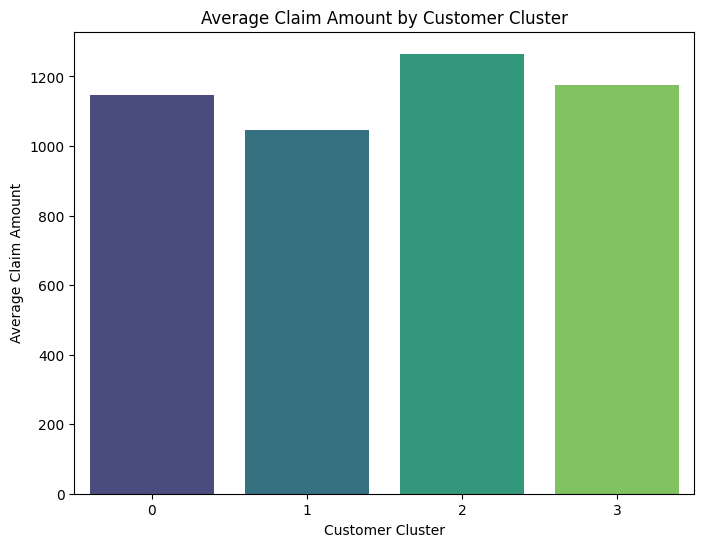 Average Claim Amount by Customer Cluster
Average Claim Amount
1200
1000
800
600
400
200
0
0 1 2 3
Customer Cluster